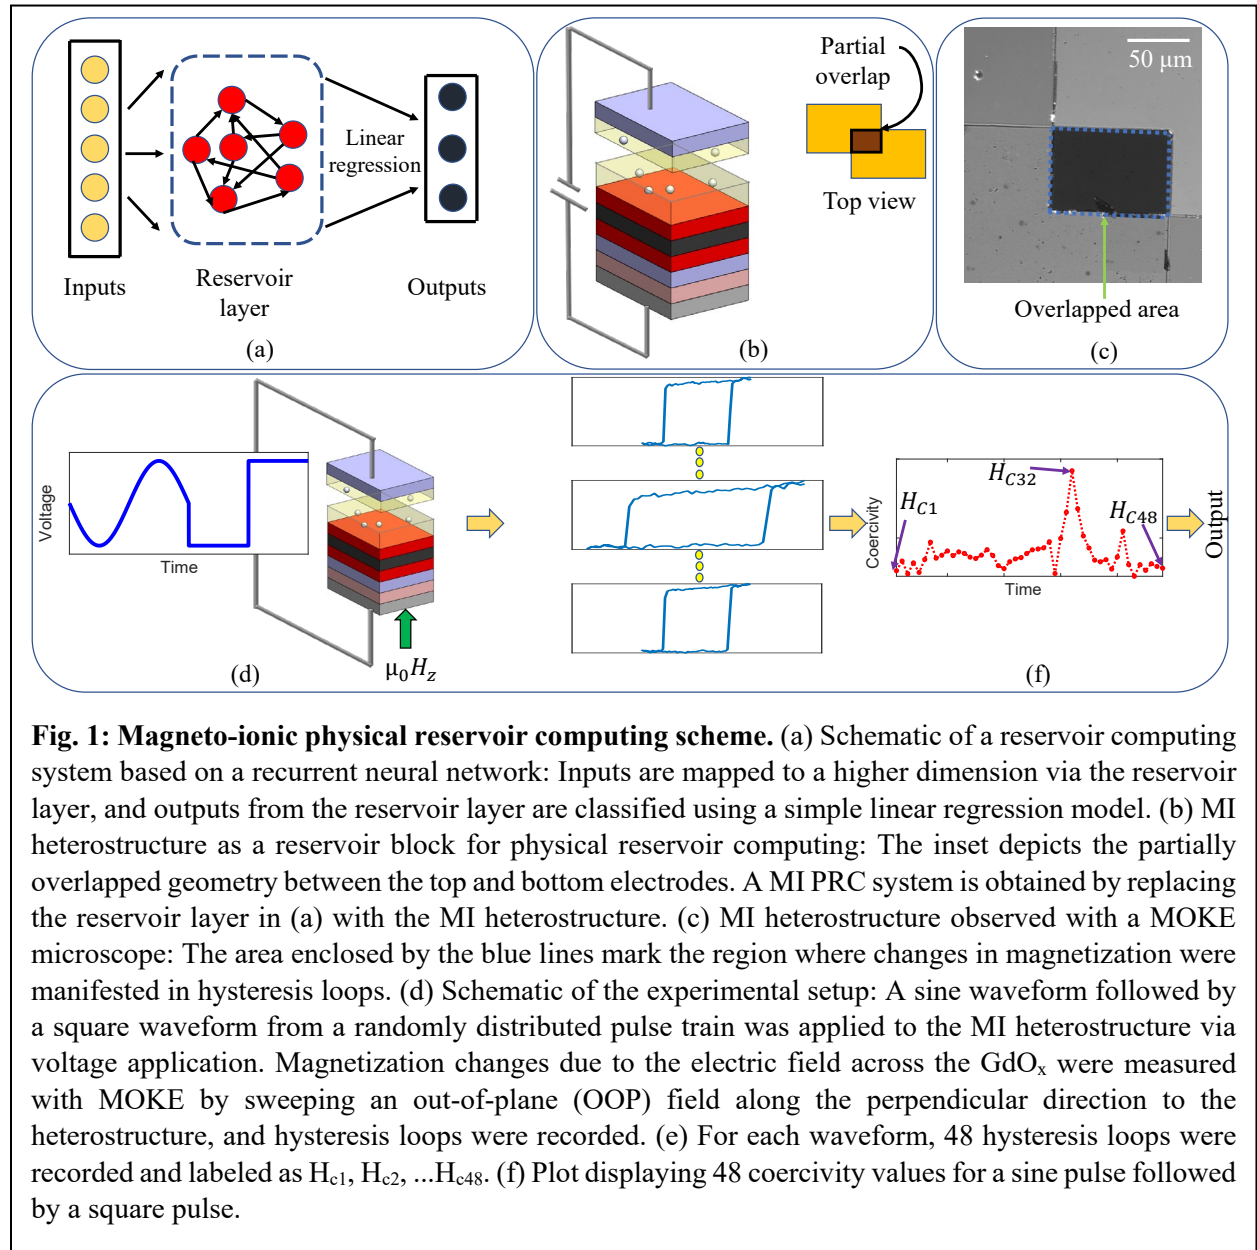 Inputs
Reservoir
layer
Linear
regression
Outputs
(a)
Partial
overlap
Top view
(b)
50 μm
Overlapped area
(c)
Voltage
Time
μ₀H_z
(d)
Coercivity
H_C1
H_C32
H_C48
Time
Output
(f)
Fig. 1: Magneto-ionic physical reservoir computing scheme. (a) Schematic of a reservoir computing
system based on a recurrent neural network: Inputs are mapped to a higher dimension via the reservoir
layer, and outputs from the reservoir layer are classified using a simple linear regression model. (b) MI
heterostructure as a reservoir block for physical reservoir computing: The inset depicts the partially
overlapped geometry between the top and bottom electrodes. A MI PRC system is obtained by replacing
the reservoir layer in (a) with the MI heterostructure. (c) MI heterostructure observed with a MOKE
microscope: The area enclosed by the blue lines mark the region where changes in magnetization were
manifested in hysteresis loops. (d) Schematic of the experimental setup: A sine waveform followed by
a square waveform from a randomly distributed pulse train was applied to the MI heterostructure via
voltage application. Magnetization changes due to the electric field across the GdOₓ were measured
with MOKE by sweeping an out-of-plane (OOP) field along the perpendicular direction to the
heterostructure, and hysteresis loops were recorded. (e) For each waveform, 48 hysteresis loops were
recorded and labeled as H_c1, H_c2, ...H_c48. (f) Plot displaying 48 coercivity values for a sine pulse followed
by a square pulse.